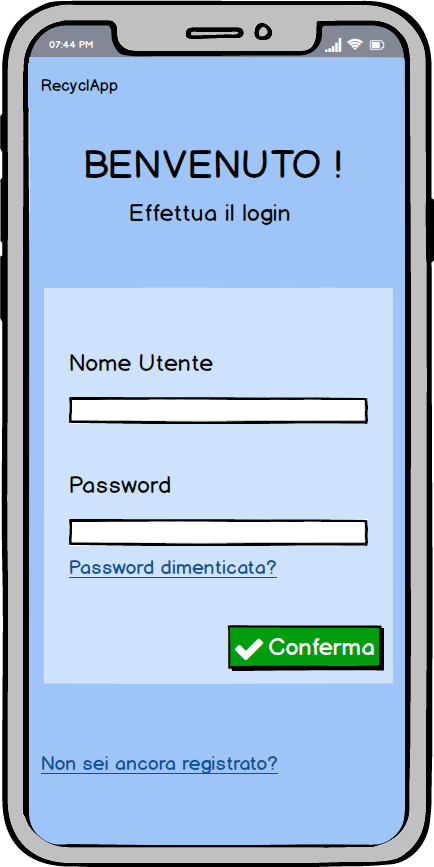 07:44 PM
RecyclApp
BENVENUTO !
Effettua il login
Nome Utente
Password
Password dimenticata?
Conferma
Non sei ancora registrato?